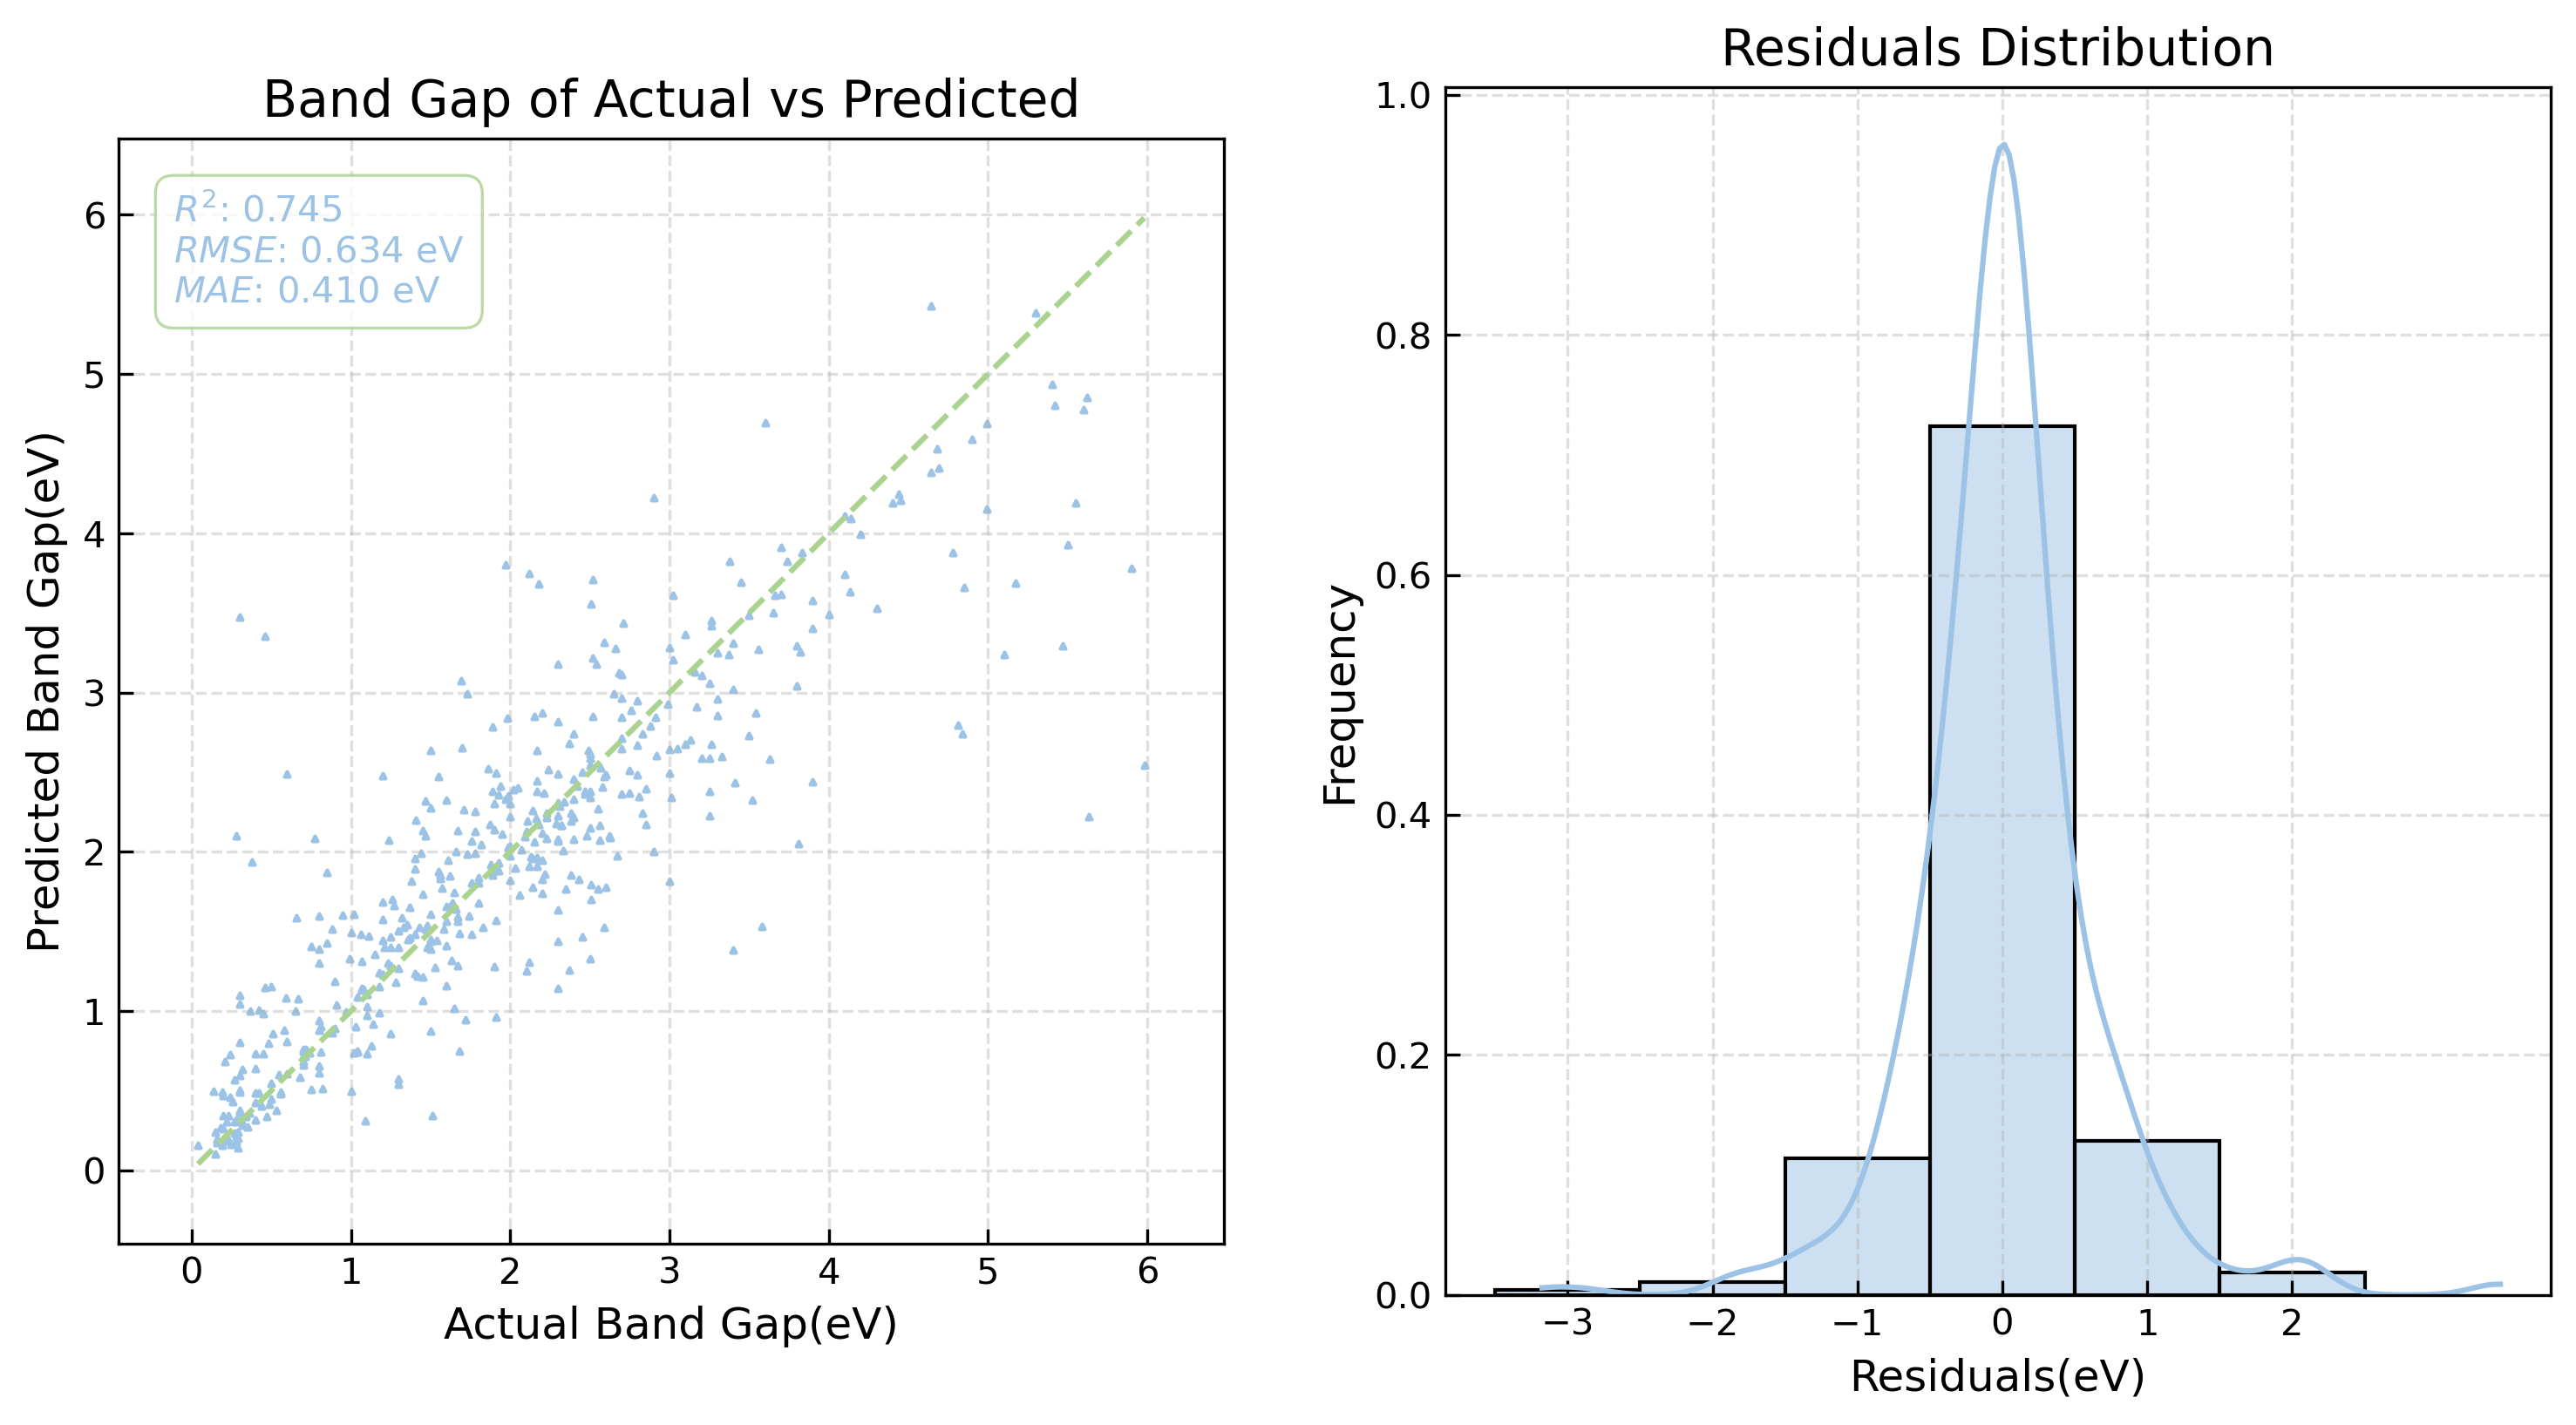 Band Gap of Actual vs Predicted
R²: 0.745
RMSE: 0.634 eV
MAE: 0.410 eV
Predicted Band Gap(eV)
6
5
4
3
2
1
0
0 1 2 3 4 5 6
Actual Band Gap(eV)
Residuals Distribution
Frequency
1.0
0.8
0.6
0.4
0.2
0.0
−3 −2 −1 0 1 2
Residuals(eV)